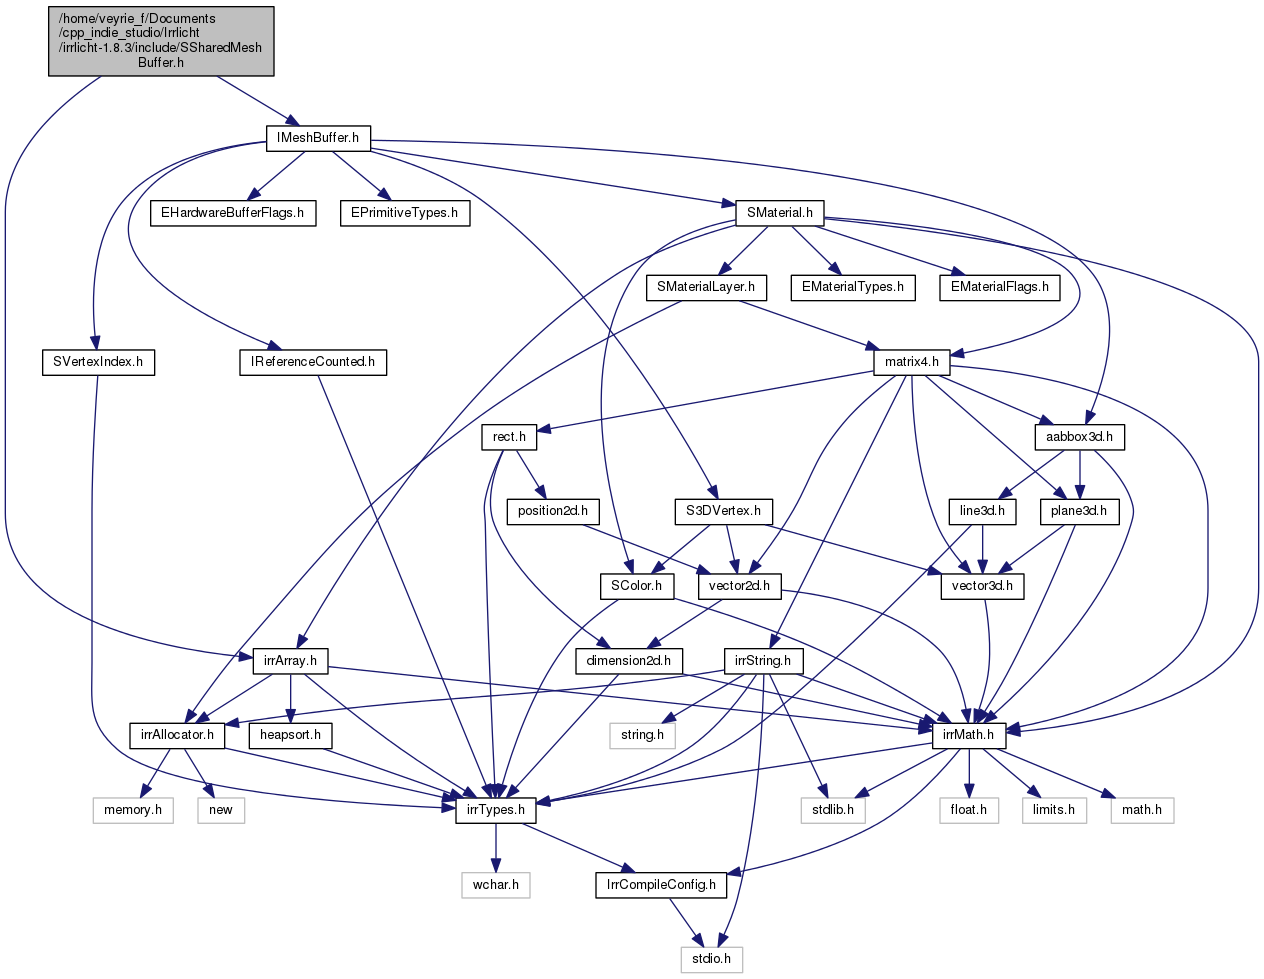 /home/veyrie_f/Documents
/cpp_indie_studio/Irrlicht
/irrlicht-1.8.3/include/SSharedMesh
Buffer.h
IMeshBuffer.h
EHardwareBufferFlags.h
EPrimitiveTypes.h
SMaterial.h
SMaterialLayer.h
EMaterialTypes.h
EMaterialFlags.h
SVertexIndex.h
IReferenceCounted.h
matrix4.h
rect.h
aabbox3d.h
position2d.h
S3DVertex.h
line3d.h
plane3d.h
SColor.h
vector2d.h
vector3d.h
irrArray.h
dimension2d.h
irrString.h
irrAllocator.h
heapsort.h
string.h
irrMath.h
memory.h
new
irrTypes.h
stdlib.h
float.h
limits.h
math.h
wchar.h
IrrCompileConfig.h
stdio.h